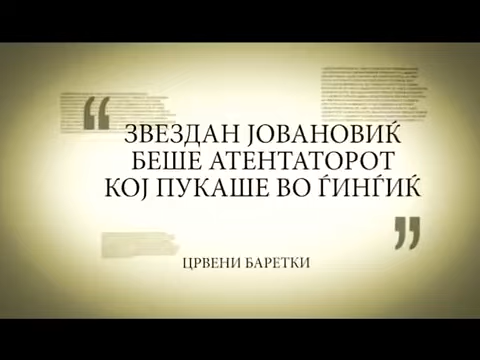 “
ЗВЕЗДАН ЈОВАНОВИЌ
БЕШЕ АТЕНТАТОРОТ
КОЈ ПУКАШЕ ВО ЃИНЃИЌ
”
ЦРВЕНИ БАРЕТКИ